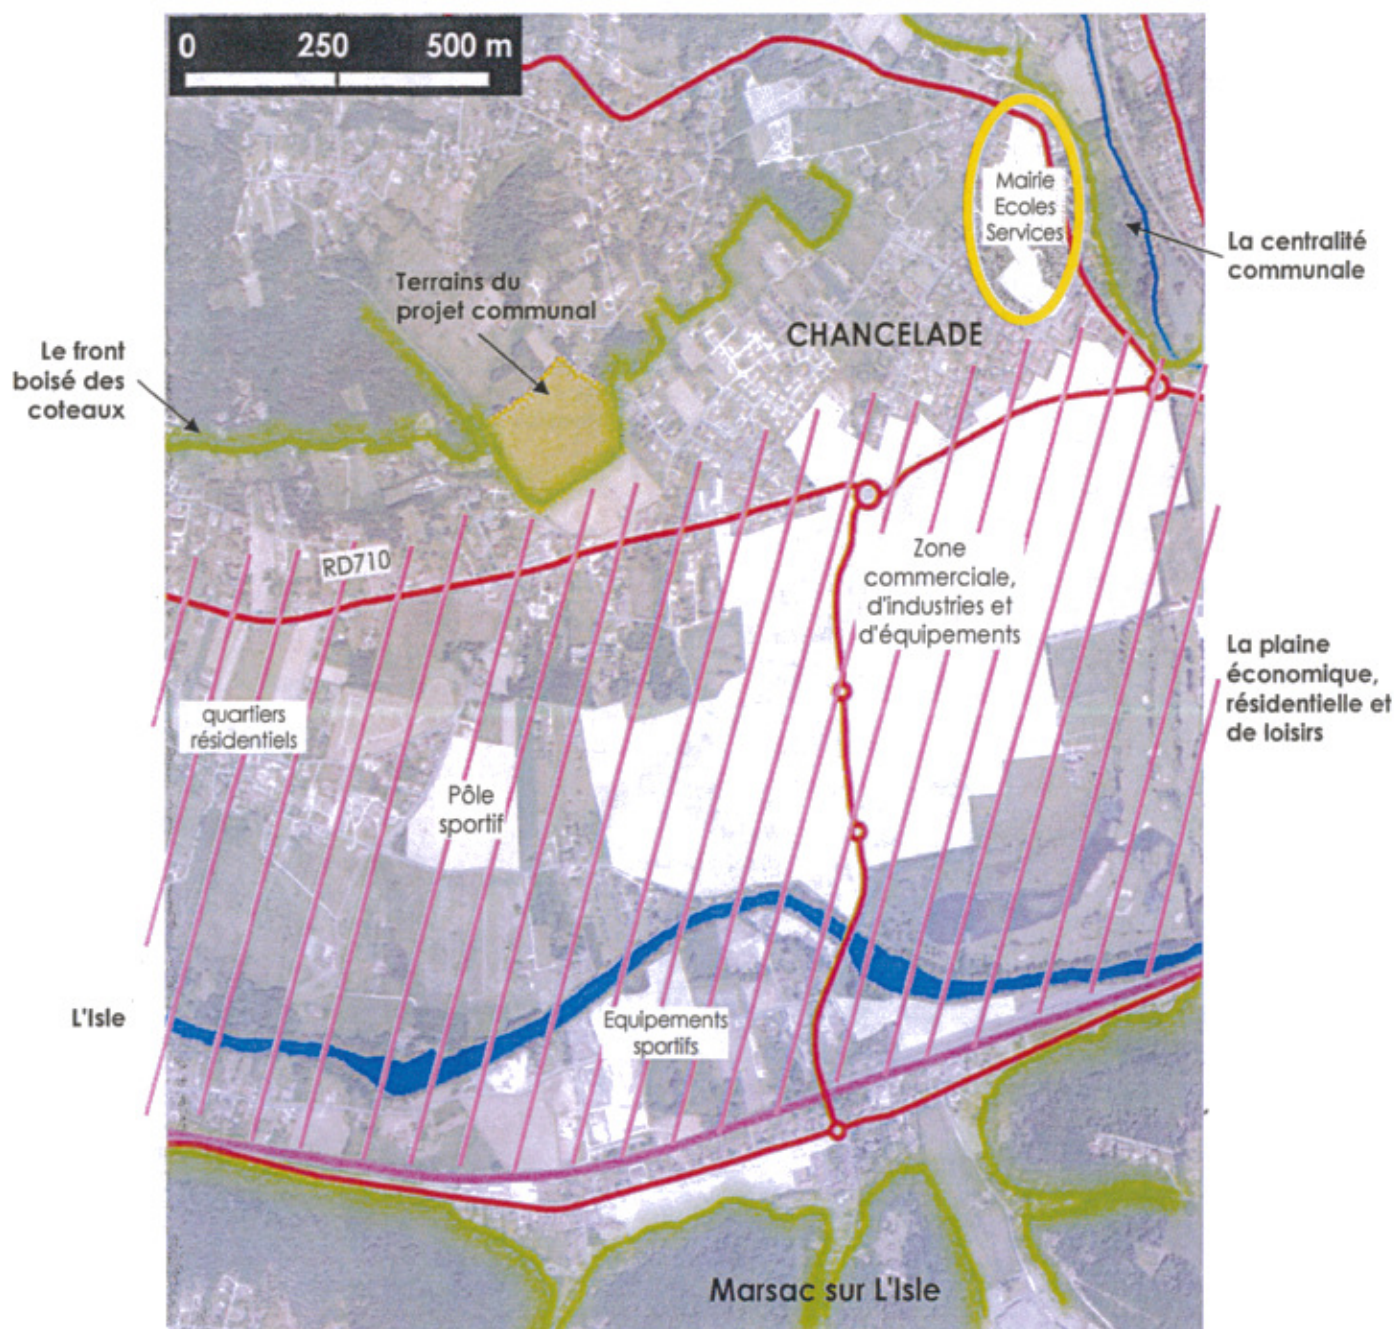 0 250 500 m
Mairie
Ecoles
Services
La centralité
communale
Terrains du
projet communal
CHANCELADE
Le front
boisé des
coteaux
RD710
Zone
commerciale,
d'industries et
d'équipements
La plaine
économique,
résidentielle et
de loisirs
quartiers
résidentiels
Pôle
sportif
L'Isle
Equipements
sportifs
Marsac sur L'Isle